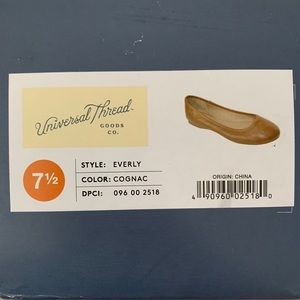 Universal Thread
GOODS
CO.
7½
STYLE: EVERLY
COLOR: COGNAC
DPCI: 096 00 2518
ORIGIN: CHINA
4 90960 02518 0